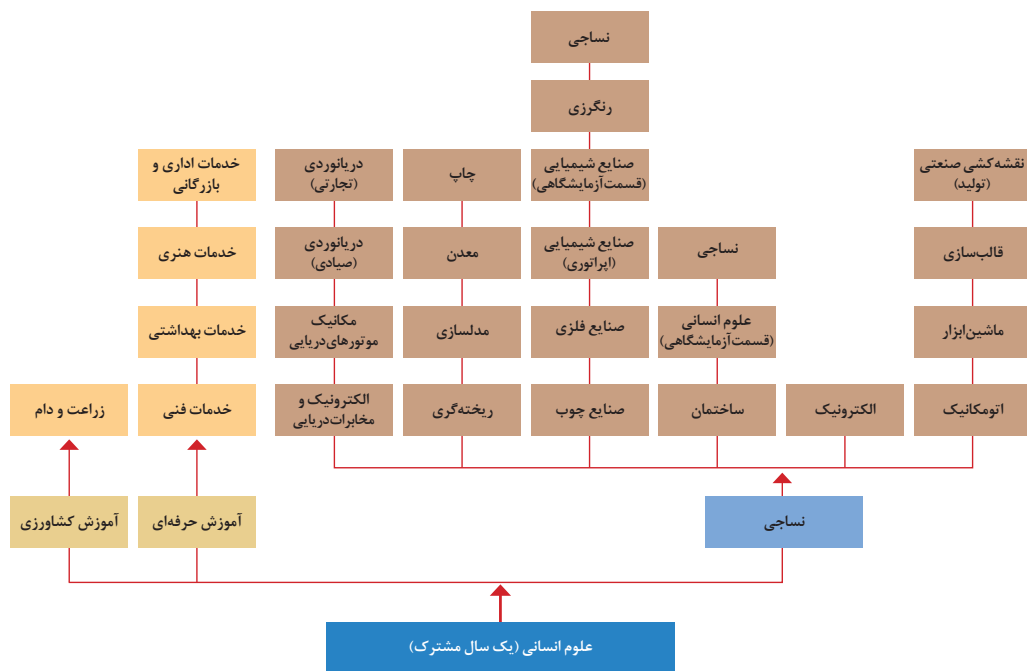 نساجی
رنگرزی
نقشه‌کشی صنعتی
(تولید)
صنایع شیمیایی
(قسمت‌آزمایشگاهی)
چاپ
دریانوردی
(تجارتی)
خدمات اداری و
بازرگانی
قالب‌سازی
نساجی
صنایع شیمیایی
(اپراتوری)
معدن
دریانوردی
(صیادی)
خدمات هنری
ماشین‌ابزار
علوم انسانی
(قسمت‌آزمایشگاهی)
صنایع فلزی
مدلسازی
مکانیک
موتورهای‌دریایی
خدمات بهداشتی
اتومکانیک
الکترونیک
ساختمان
صنایع چوب
ریخته‌گری
الکترونیک و
مخابرات‌دریایی
خدمات فنی
زراعت و دام
نساجی
آموزش حرفه‌ای
آموزش کشاورزی
علوم انسانی (یک سال مشترک)